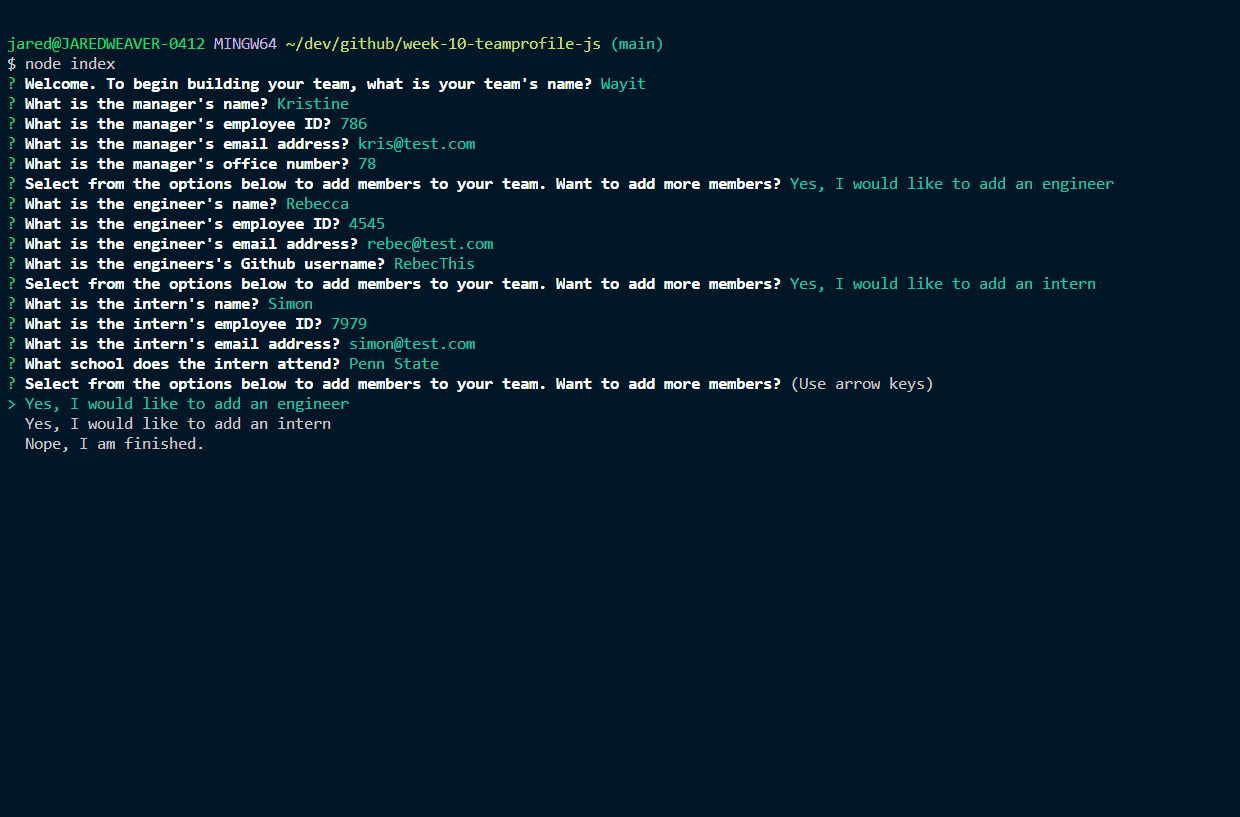 jared@JAREDWEAVER-0412 MINGW64 ~/dev/github/week-10-teamprofile-js (main)
$ node index
? Welcome. To begin building your team, what is your team's name? Wayit
? What is the manager's name? Kristine
? What is the manager's employee ID? 786
? What is the manager's email address? kris@test.com
? What is the manager's office number? 78
? Select from the options below to add members to your team. Want to add more members? Yes, I would like to add an engineer
? What is the engineer's name? Rebecca
? What is the engineer's employee ID? 4545
? What is the engineer's email address? rebec@test.com
? What is the engineers's Github username? RebecThis
? Select from the options below to add members to your team. Want to add more members? Yes, I would like to add an intern
? What is the intern's name? Simon
? What is the intern's employee ID? 7979
? What is the intern's email address? simon@test.com
? What school does the intern attend? Penn State
? Select from the options below to add members to your team. Want to add more members? (Use arrow keys)
> Yes, I would like to add an engineer
Yes, I would like to add an intern
Nope, I am finished.